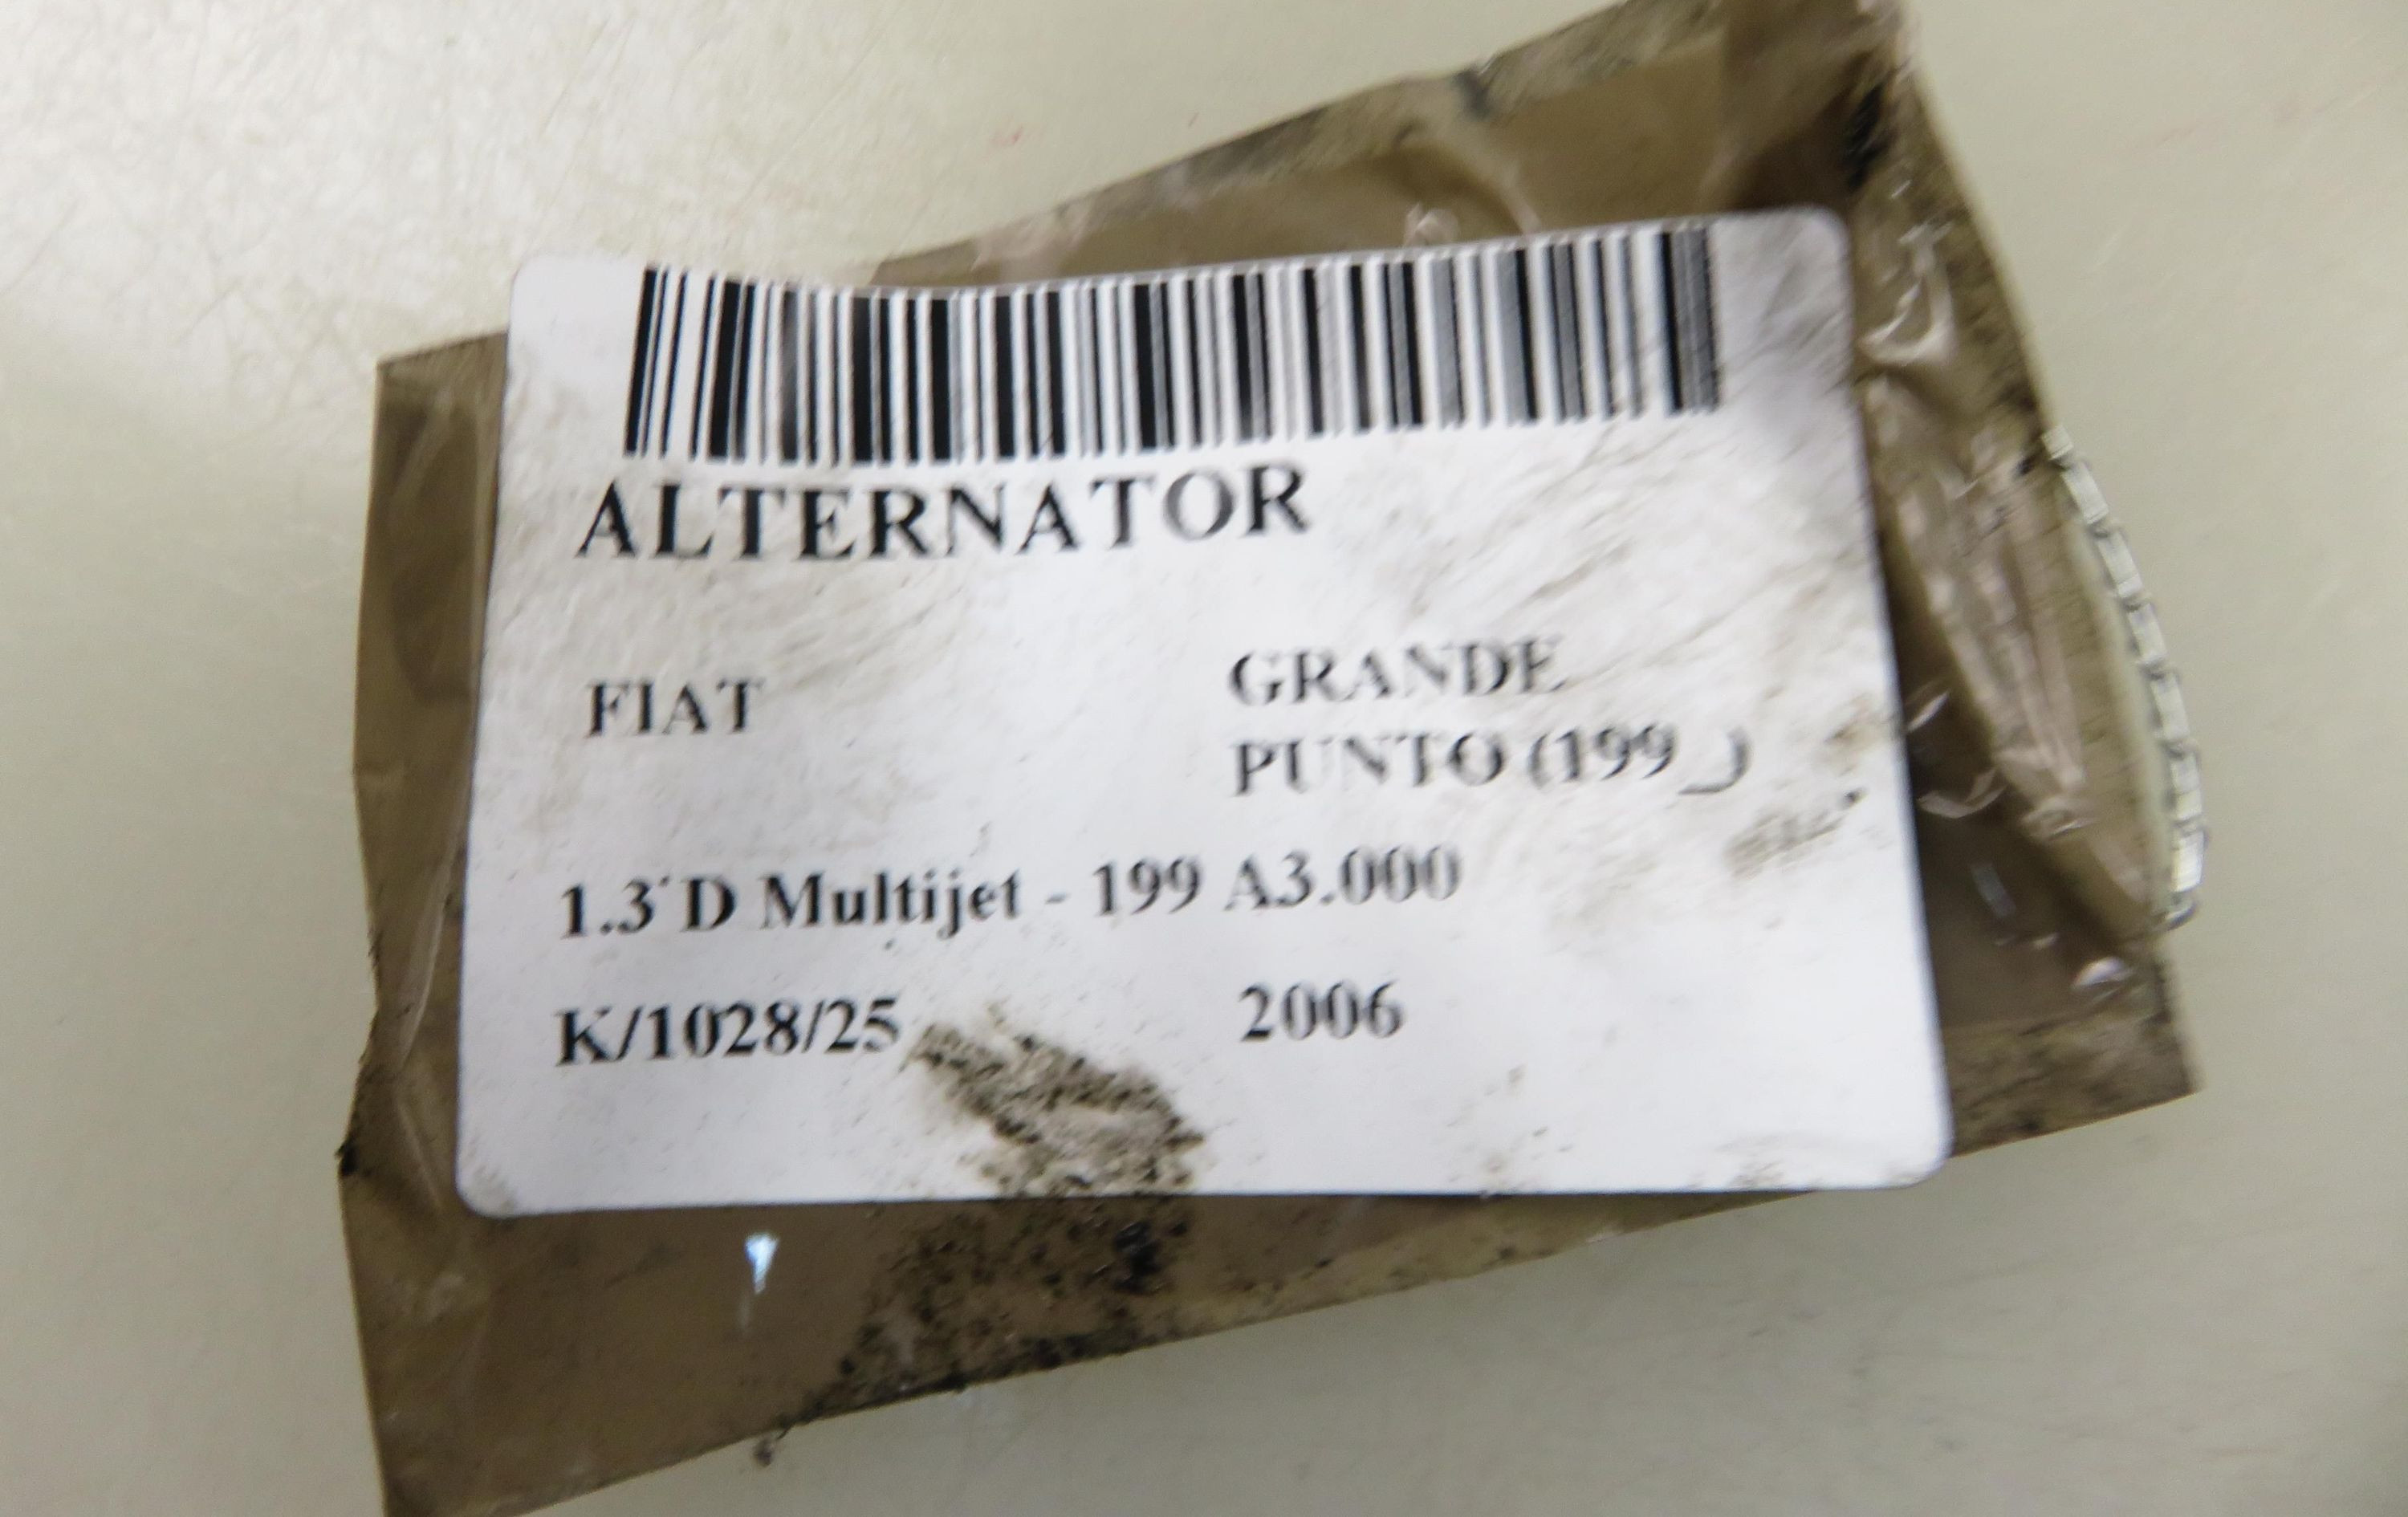 ALTERNATOR
FIAT
GRANDE
PUNTO (199_)
1.3 D Multijet - 199 A3.000
K/1028/25
2006